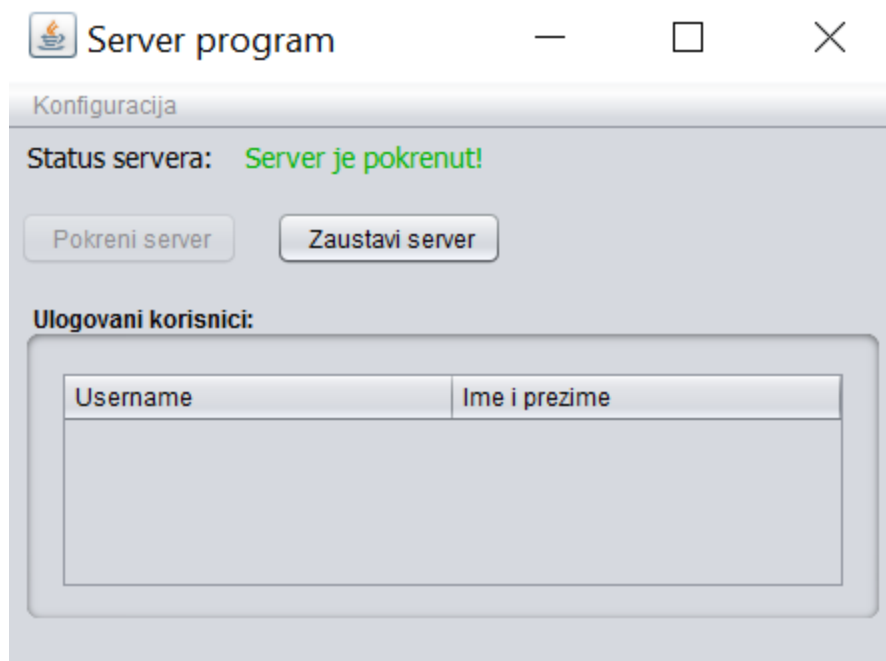 Server program
Konfiguracija
Status servera: Server je pokrenut!
Pokreni server Zaustavi server
Ulogovani korisnici:
Username Ime i prezime